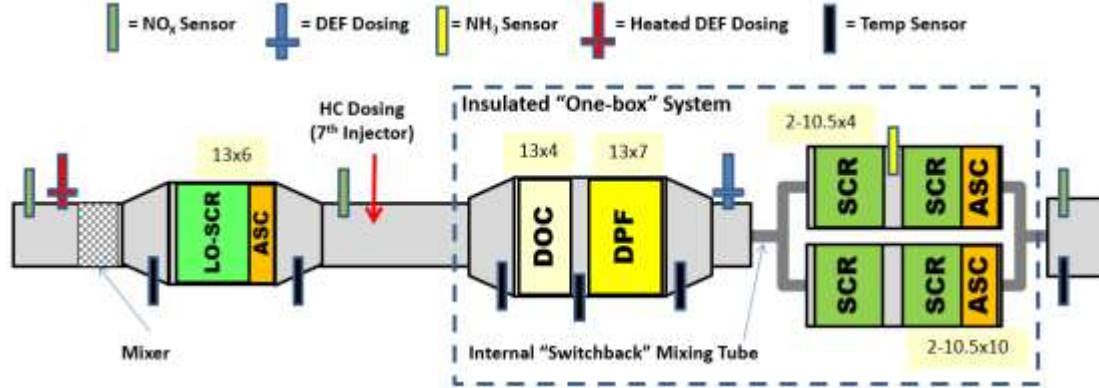 = NOX Sensor
= DEF Dosing
= NH3 Sensor
= Heated DEF Dosing
= Temp Sensor
Insulated "One-box" System
HC Dosing
(7th Injector)
2-10.5x4
13x6
13x4
13x7
LO-SCR
ASC
DOC
DPF
SCR
SCR
ASC
SCR
SCR
ASC
Mixer
Internal "Switchback" Mixing Tube
2-10.5x10